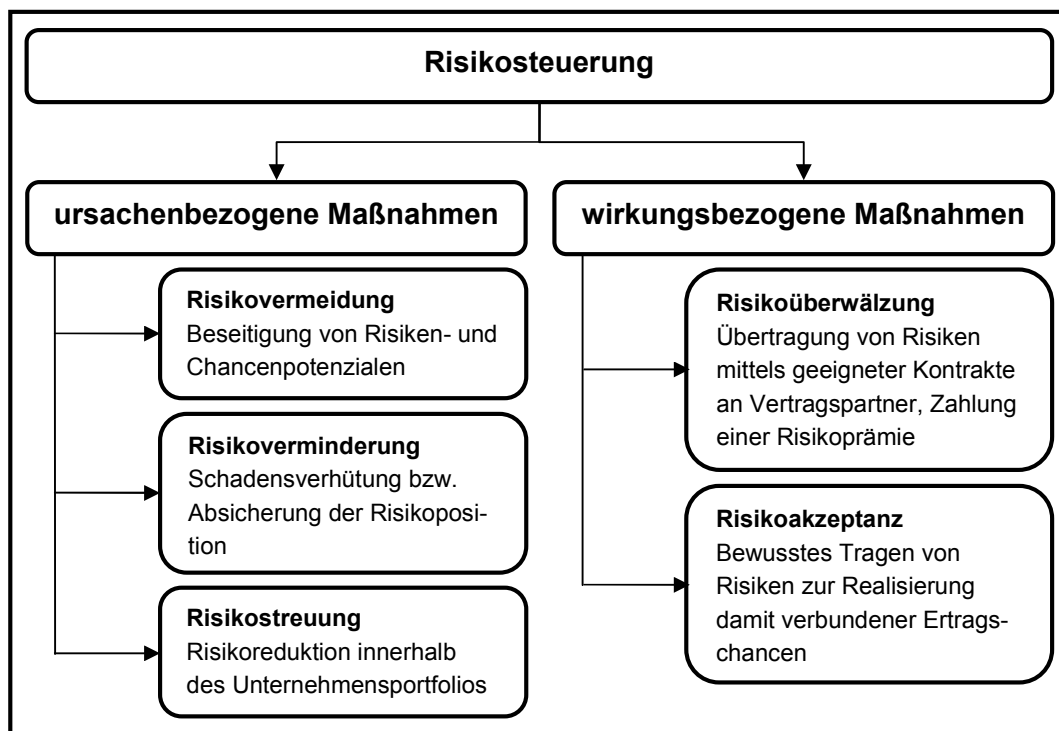 Risikosteuerung
ursachenbezogene Maßnahmen
Risikovermeidung
Beseitigung von Risiken- und
Chancenpotenzialen
Risikoverminderung
Schadensverhütung bzw.
Absicherung der Risikoposi-
tion
Risikostreuung
Risikoreduktion innerhalb
des Unternehmensportfolios
wirkungsbezogene Maßnahmen
Risikoüberwälzung
Übertragung von Risiken
mittels geeigneter Kontrakte
an Vertragspartner, Zahlung
einer Risikoprämie
Risikoakzeptanz
Bewusstes Tragen von
Risiken zur Realisierung
damit verbundener Ertrags-
chancen